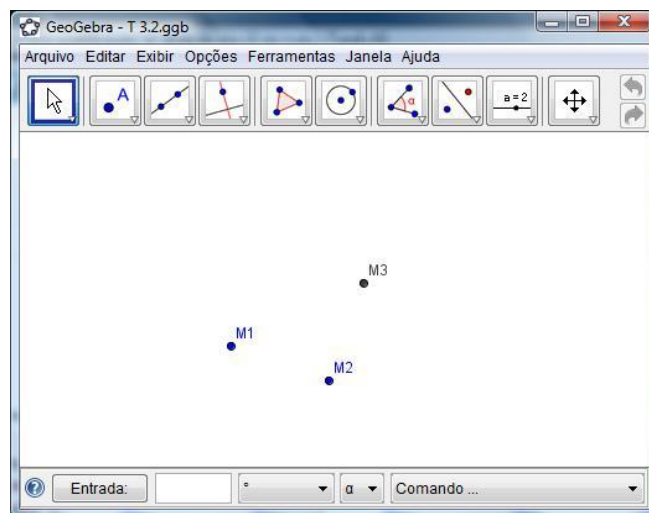 GeoGebra - T 3.2.ggb
Arquivo Editar Exibir Opções Ferramentas Janela Ajuda
A
α
a=2
M3
M1
M2
Entrada:
°
α
Comando ...